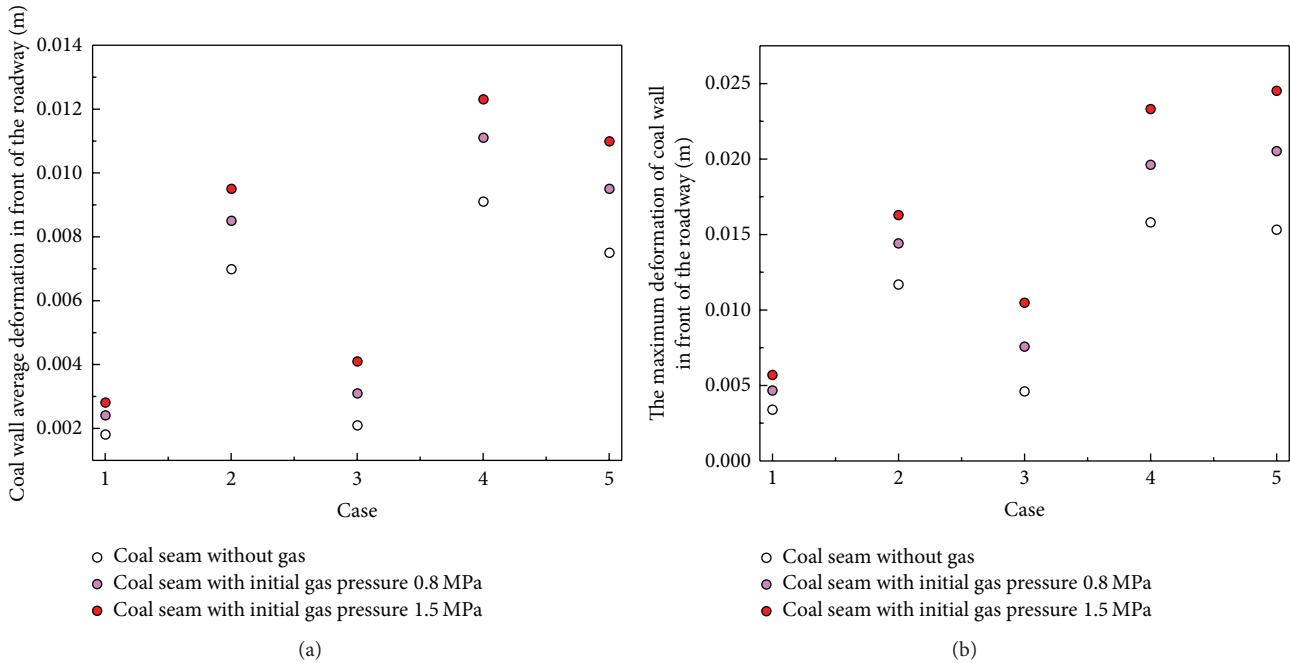 Coal wall average deformation in front of the roadway (m)
0.014
0.012
0.010
0.008
0.006
0.004
0.002
1 2 3 4 5
Case
Coal seam without gas
Coal seam with initial gas pressure 0.8 MPa
Coal seam with initial gas pressure 1.5 MPa
(a)
The maximum deformation of coal wall
in front of the roadway (m)
0.025
0.020
0.015
0.010
0.005
0.000
1 2 3 4 5
Case
Coal seam without gas
Coal seam with initial gas pressure 0.8 MPa
Coal seam with initial gas pressure 1.5 MPa
(b)